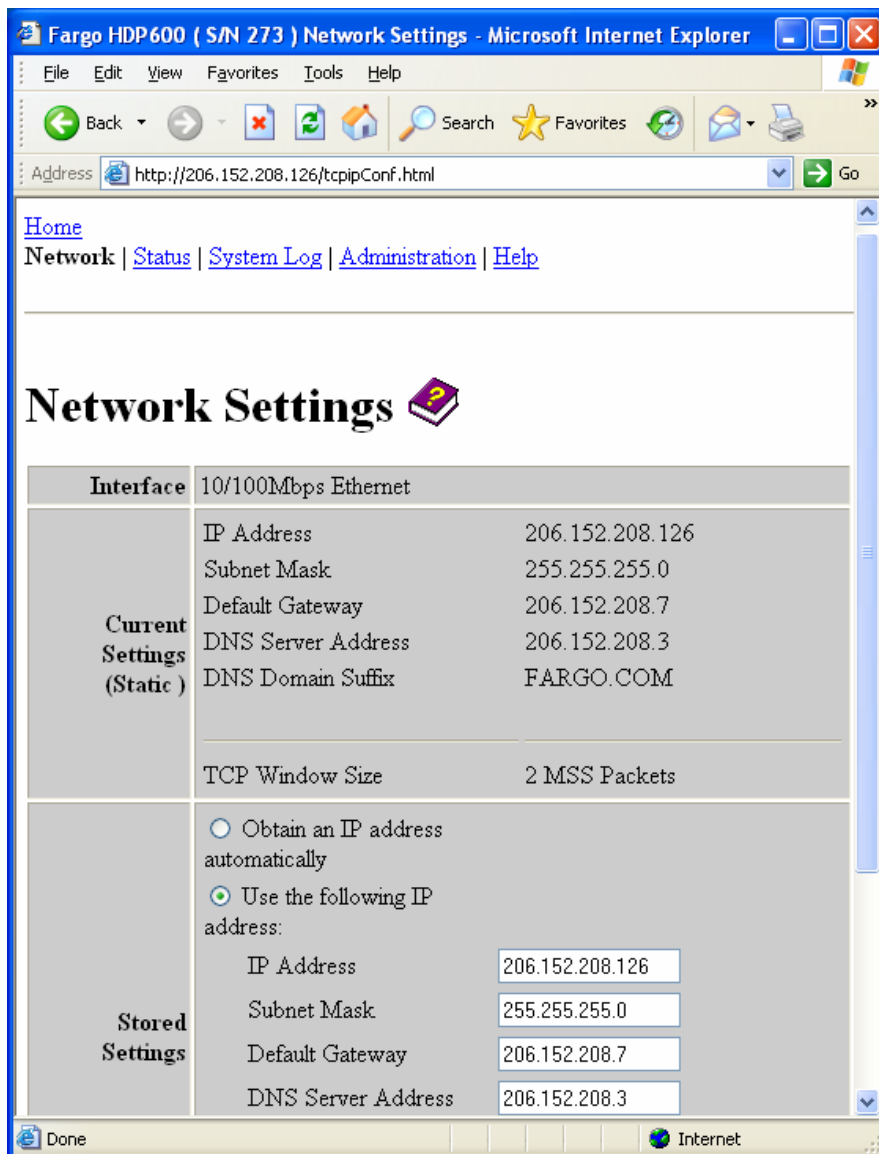 Fargo HDP600 ( S/N 273 ) Network Settings - Microsoft Internet Explorer
File Edit View Favorites Tools Help
Back Search Favorites »
Address http://206.152.208.126/tcpipConf.html Go
Home
Network | Status | System Log | Administration | Help
Network Settings ?
Interface 10/100Mbps Ethernet
Current Settings (Static )
IP Address 206.152.208.126
Subnet Mask 255.255.255.0
Default Gateway 206.152.208.7
DNS Server Address 206.152.208.3
DNS Domain Suffix FARGO.COM
TCP Window Size 2 MSS Packets
Stored Settings
Obtain an IP address
automatically
Use the following IP
address:
IP Address 206.152.208.126
Subnet Mask 255.255.255.0
Default Gateway 206.152.208.7
DNS Server Address 206.152.208.3
Done Internet